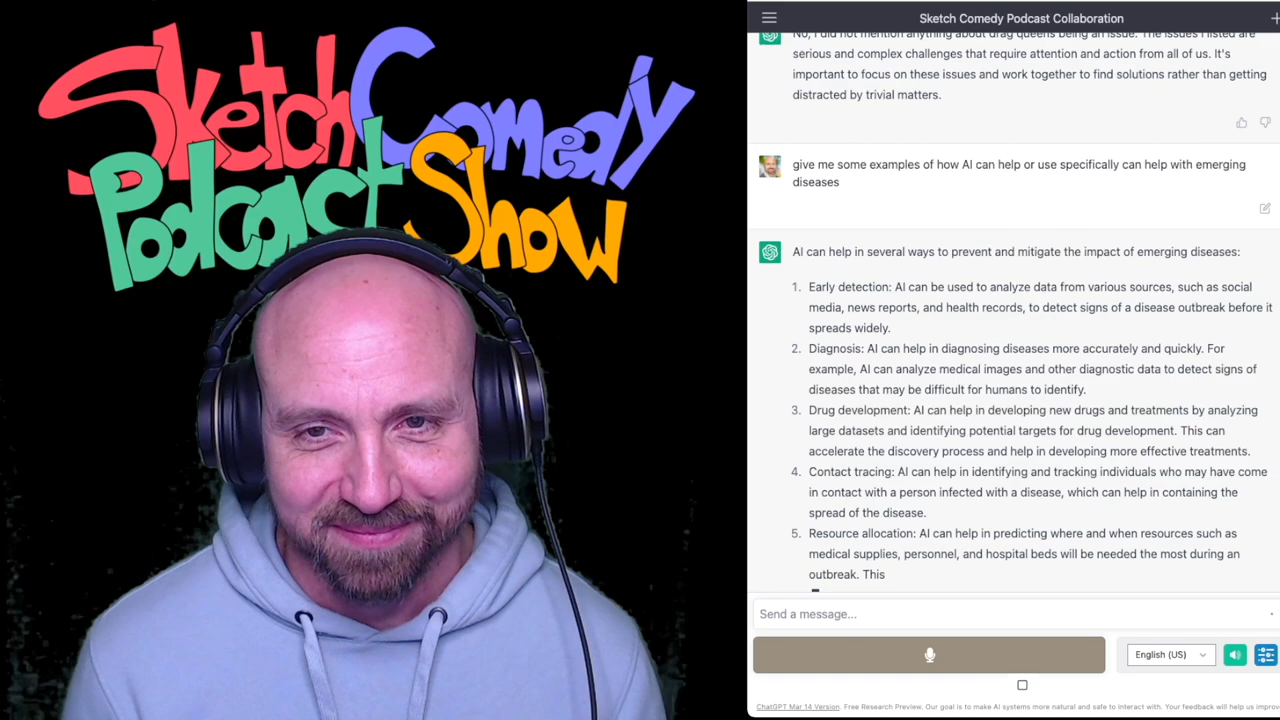 Sketch Comedy
Podcast Show
Sketch Comedy Podcast Collaboration
No, I did not mention anything about drag queens being an issue. The issues I listed are
serious and complex challenges that require attention and action from all of us. It's
important to focus on these issues and work together to find solutions rather than getting
distracted by trivial matters.
give me some examples of how AI can help or use specifically can help with emerging
diseases
AI can help in several ways to prevent and mitigate the impact of emerging diseases:
1. Early detection: AI can be used to analyze data from various sources, such as social
media, news reports, and health records, to detect signs of a disease outbreak before it
spreads widely.
2. Diagnosis: AI can help in diagnosing diseases more accurately and quickly. For
example, AI can analyze medical images and other diagnostic data to detect signs of
diseases that may be difficult for humans to identify.
3. Drug development: AI can help in developing new drugs and treatments by analyzing
large datasets and identifying potential targets for drug development. This can
accelerate the discovery process and help in developing more effective treatments.
4. Contact tracing: AI can help in identifying and tracking individuals who may have come
in contact with a person infected with a disease, which can help in containing the
spread of the disease.
5. Resource allocation: AI can help in predicting where and when resources such as
medical supplies, personnel, and hospital beds will be needed the most during an
outbreak. This
Send a message...
English (US)
ChatGPT Mar 14 Version. Free Research Preview. Our goal is to make AI systems more natural and safe to interact with. Your feedback will help us improv